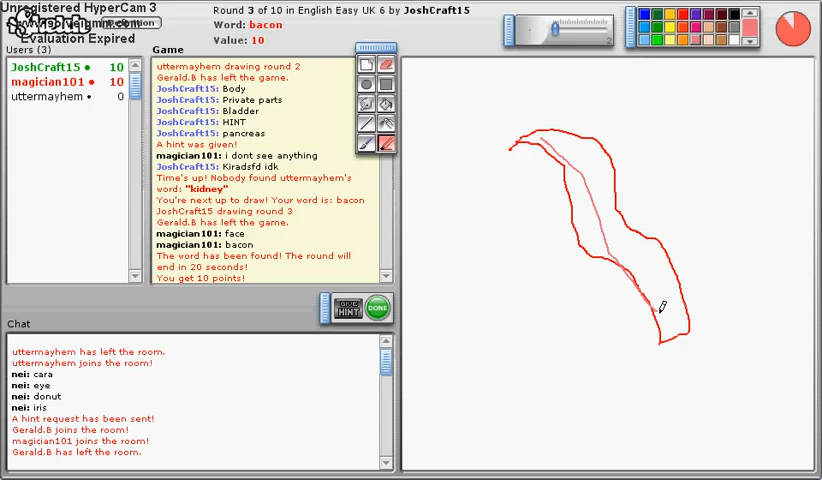 Unregistered HyperCam 3
Evaluation Expired
Round 3 of 10 in English Easy UK 6 by JoshCraft15
Word: bacon
Value: 10
2
Users (3)
JoshCraft15 • 10
magician101 • 10
uttermayhem • 0
Game
uttermayhem drawing round 2
Gerald.B has left the game.
JoshCraft15: Body
JoshCraft15: Private parts
JoshCraft15: Bladder
JoshCraft15: HINT
JoshCraft15: pancreas
A hint was given!
magician101: i dont see anything
JoshCraft15: Kiradsfd idk
Time's up! Nobody found uttermayhem's
word: "kidney"
You're next up to draw! Your word is: bacon
JoshCraft15 drawing round 3
Gerald.B has left the game.
magician101: face
magician101: bacon
The word has been found! The round will
end in 20 seconds!
You get 10 points!
GIVE
HINT
DONE
Chat
uttermayhem has left the room.
uttermayhem joins the room!
nei: cara
nei: eye
nei: donut
nei: iris
A hint request has been sent!
Gerald.B joins the room!
magician101 joins the room!
Gerald.B has left the room.